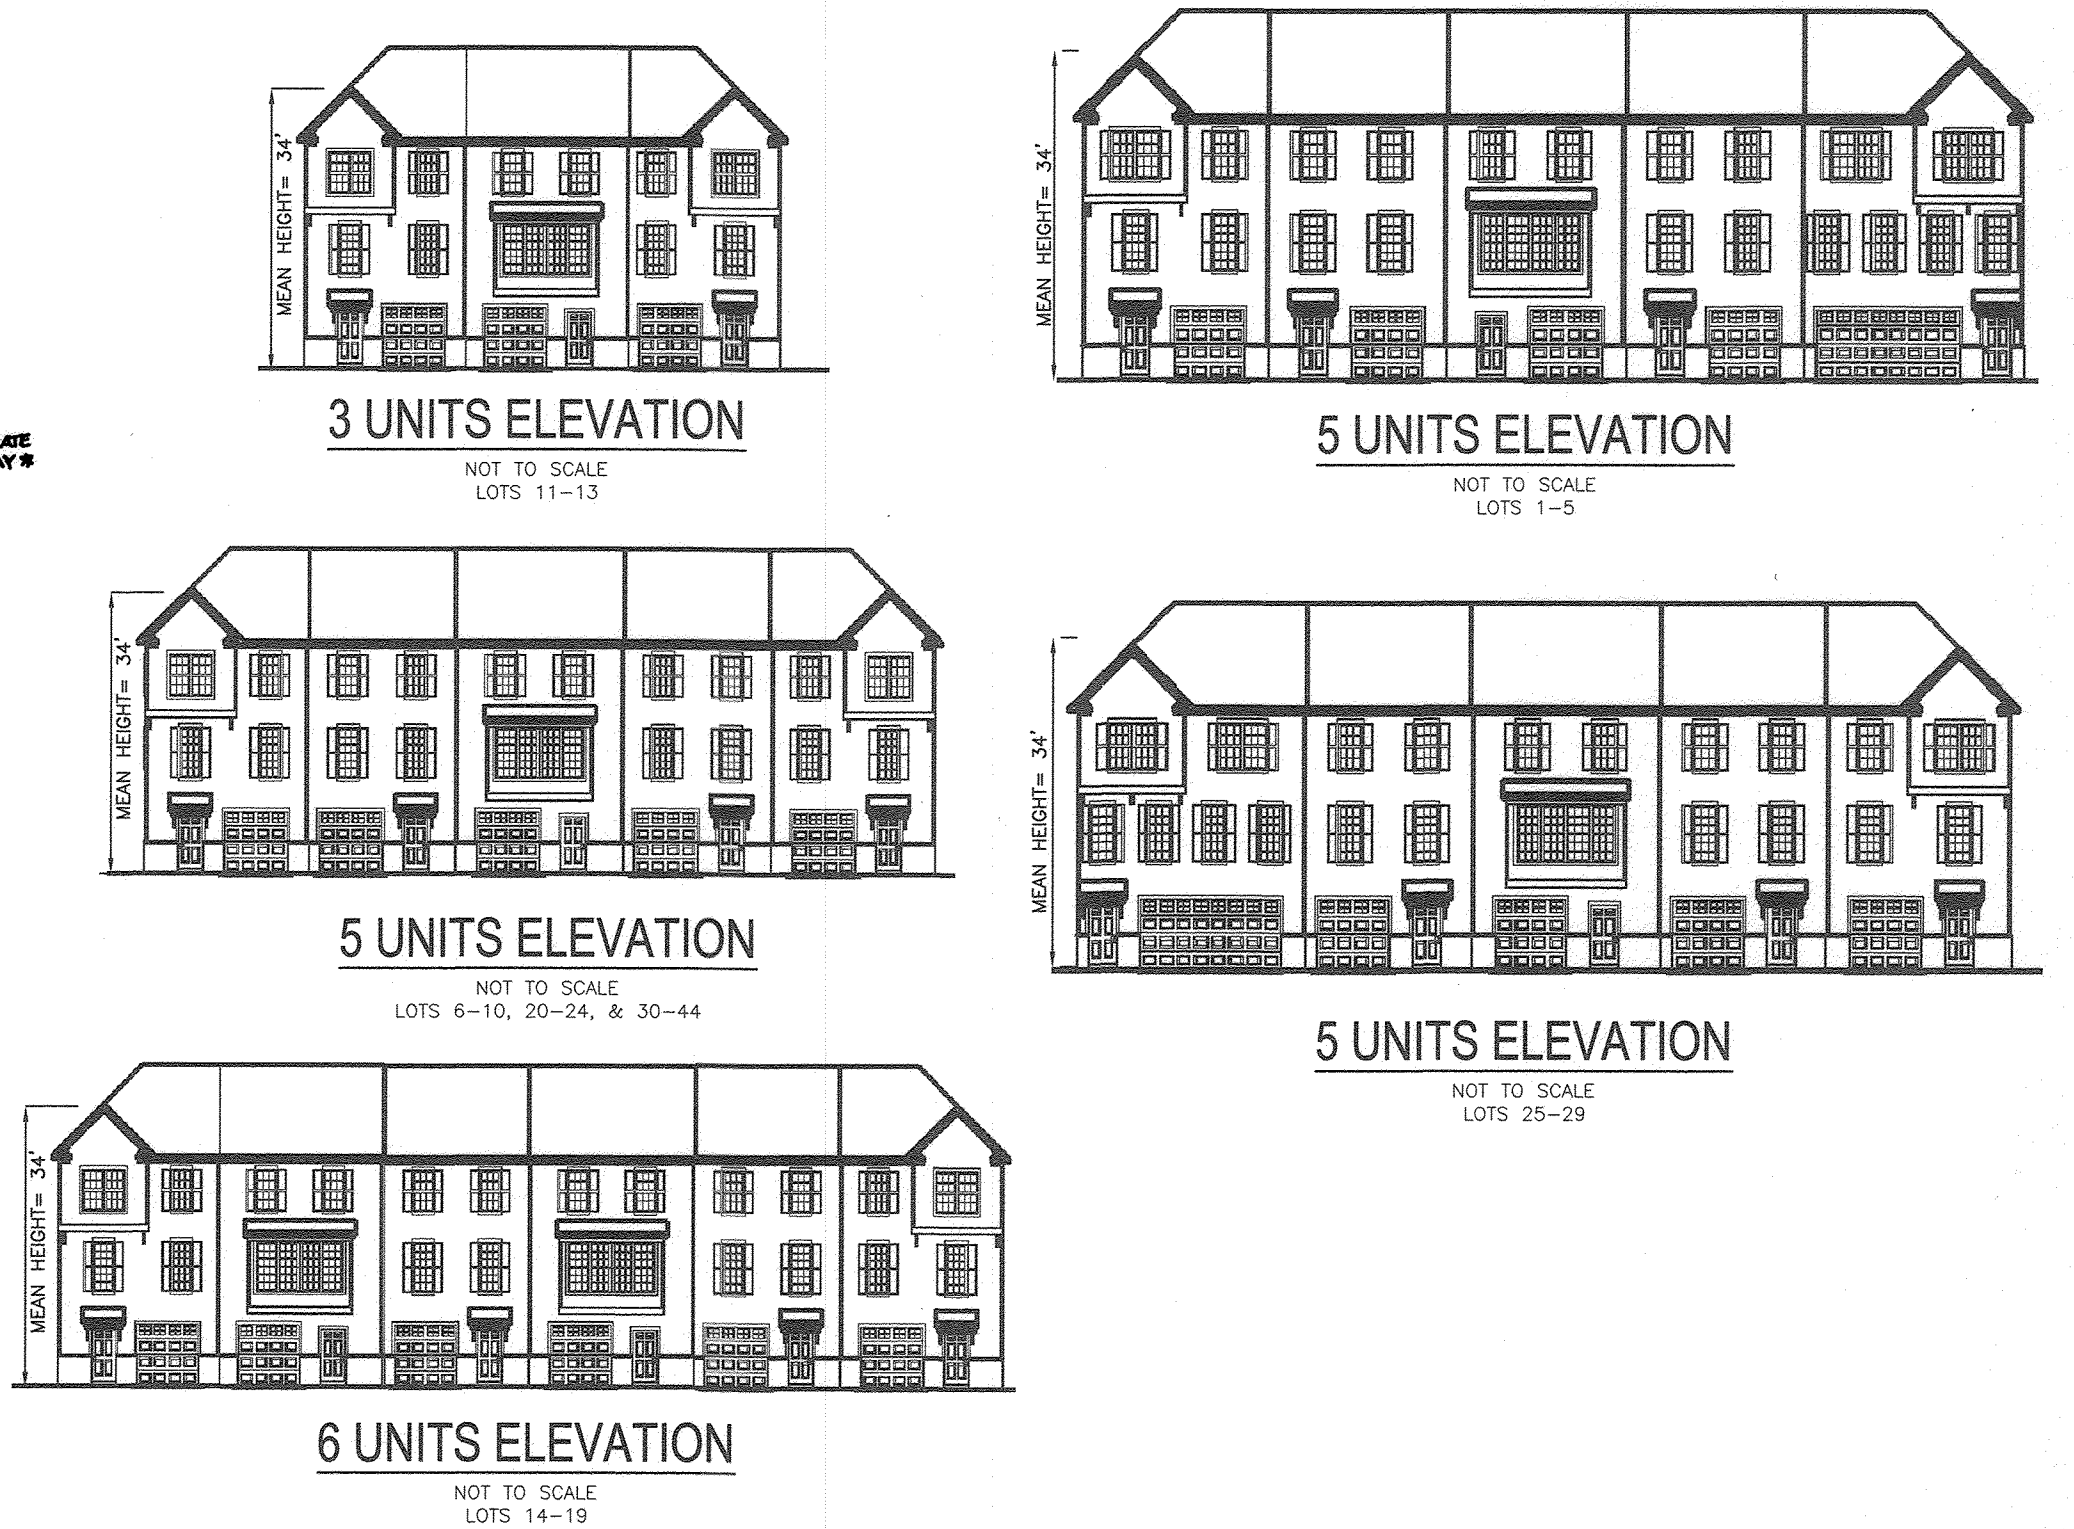 MEAN HEIGHT= 34'
3 UNITS ELEVATION
NOT TO SCALE
LOTS 11-13
MEAN HEIGHT= 34'
5 UNITS ELEVATION
NOT TO SCALE
LOTS 1-5
MEAN HEIGHT= 34'
5 UNITS ELEVATION
NOT TO SCALE
LOTS 6-10, 20-24, & 30-44
MEAN HEIGHT= 34'
5 UNITS ELEVATION
NOT TO SCALE
LOTS 25-29
MEAN HEIGHT= 34'
6 UNITS ELEVATION
NOT TO SCALE
LOTS 14-19